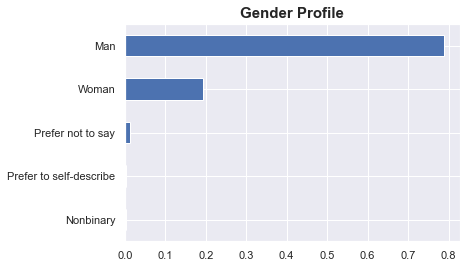 Gender Profile
Man
Woman
Prefer not to say
Prefer to self-describe
Nonbinary
0.0 0.1 0.2 0.3 0.4 0.5 0.6 0.7 0.8